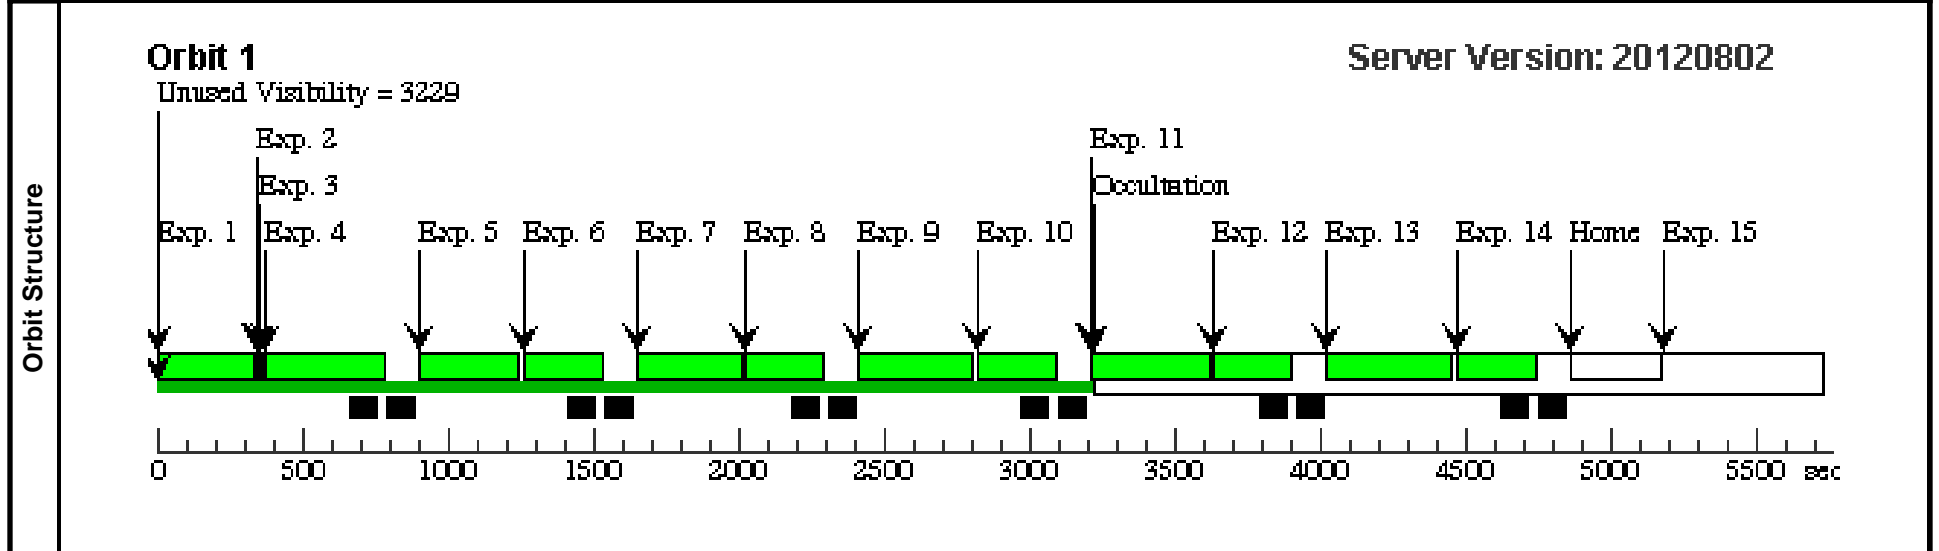 Orbit Structure
Orbit 1
Server Version: 20120802
Unused Visibility = 3229
Exp. 2
Exp. 11
Exp. 3
Occultation
Exp. 1
Exp. 4
Exp. 5
Exp. 6
Exp. 7
Exp. 8
Exp. 9
Exp. 10
Exp. 12
Exp. 13
Exp. 14
Home
Exp. 15
0 500 1000 1500 2000 2500 3000 3500 4000 4500 5000 5500 sec